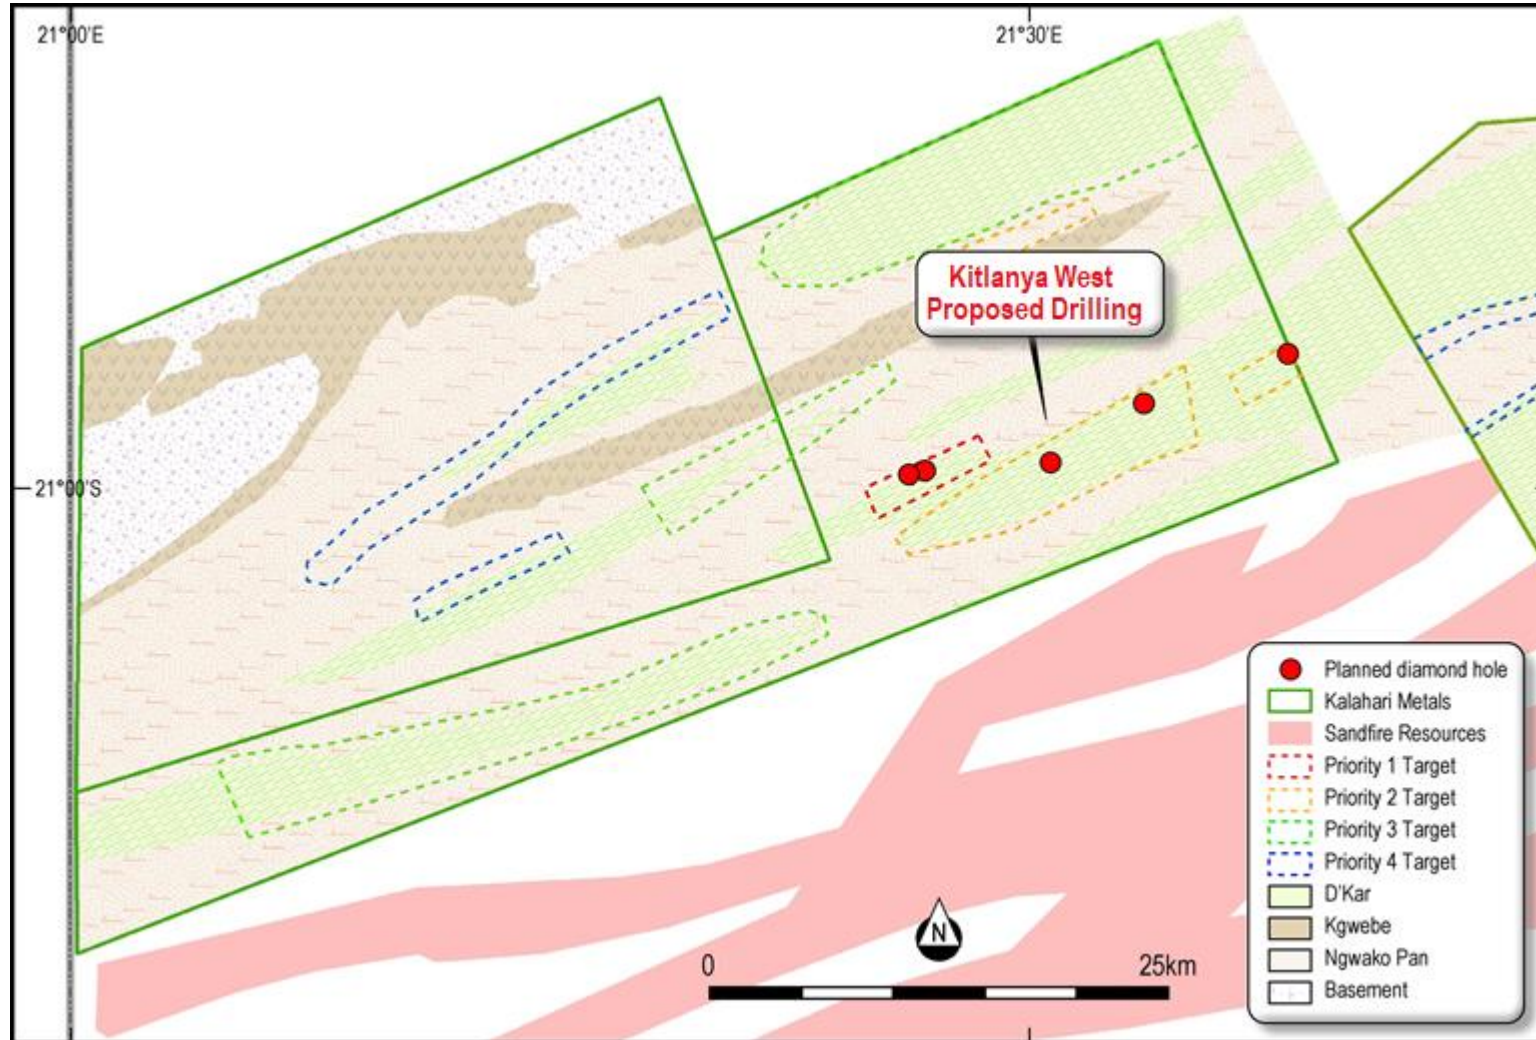 21°00'E
21°30'E
Kitlanya West
Proposed Drilling
21°00'S
Planned diamond hole
Kalahari Metals
Sandfire Resources
Priority 1 Target
Priority 2 Target
Priority 3 Target
Priority 4 Target
D'Kar
Kgwebe
Ngwako Pan
Basement
N
0
25km